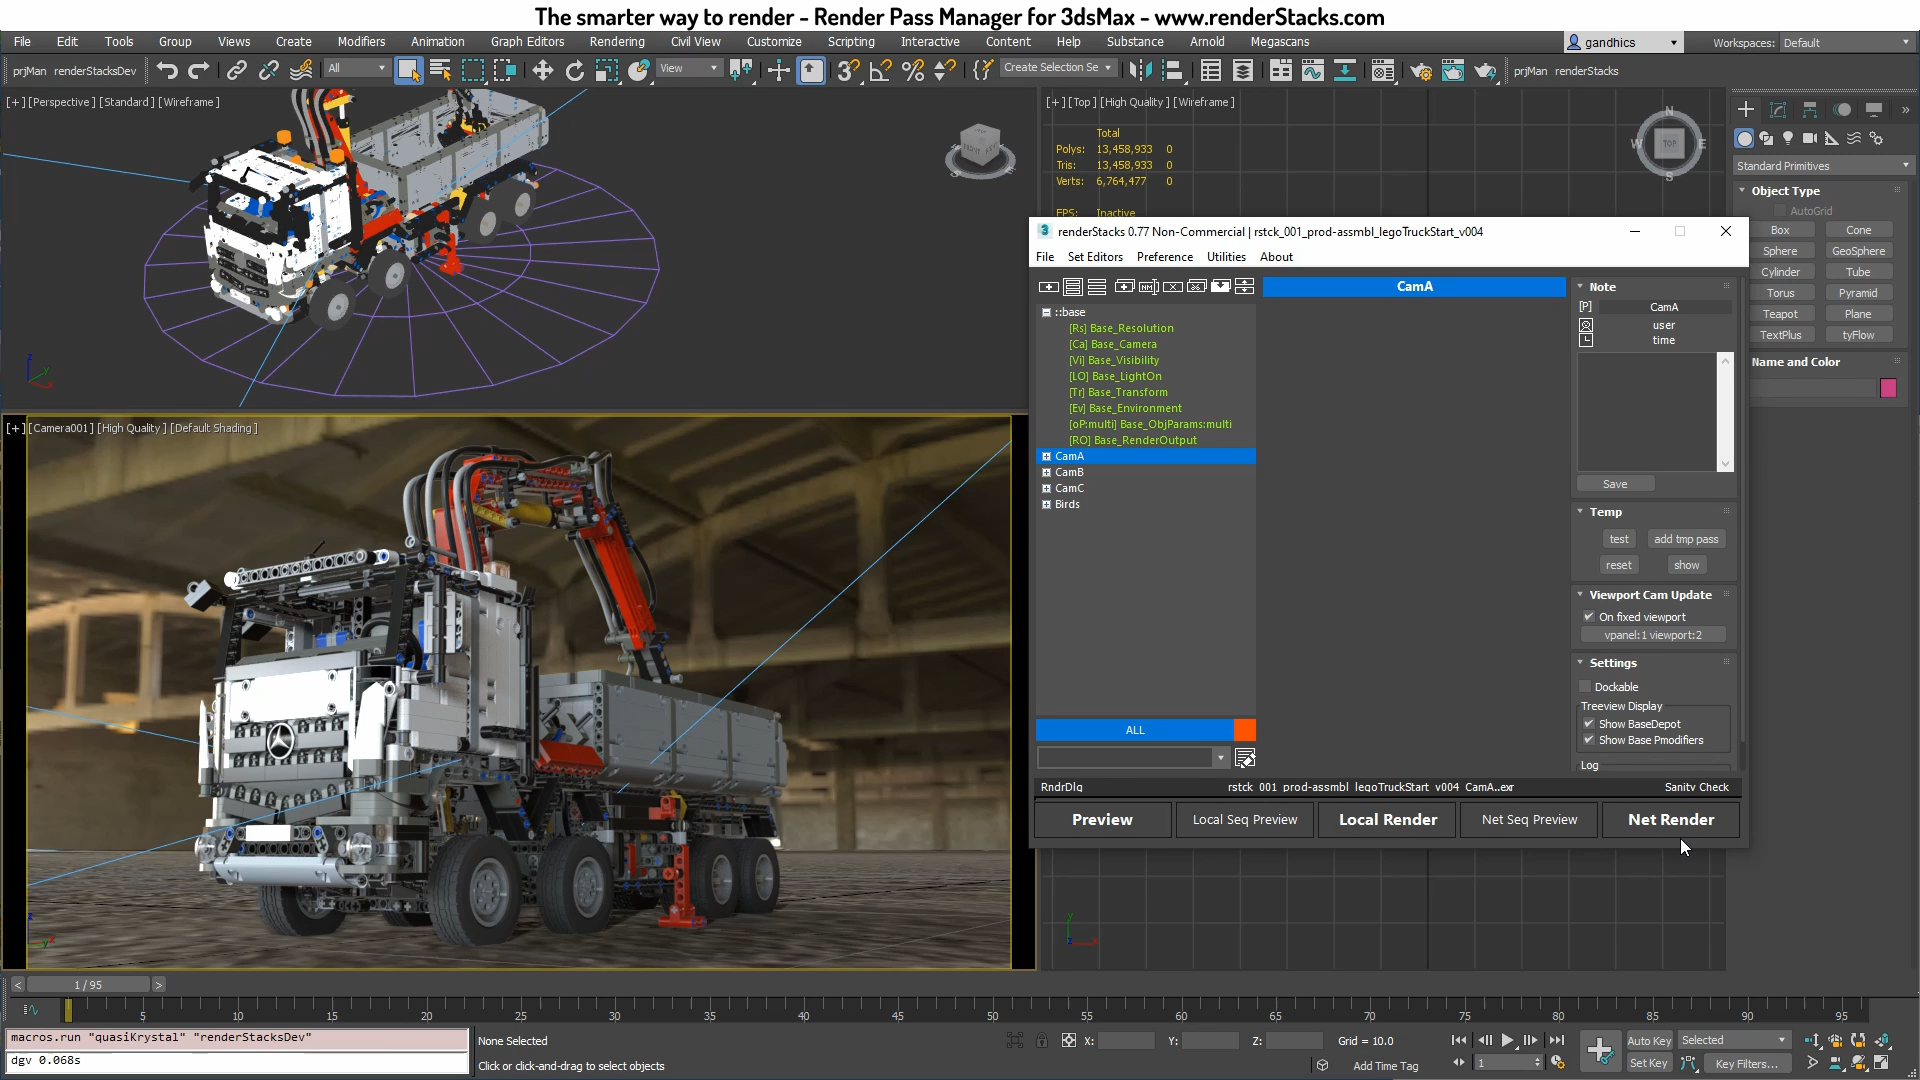 The smarter way to render - Render Pass Manager for 3dsMax - www.renderStacks.com
File Edit Tools Group Views Create Modifiers Animation Graph Editors Rendering Civil View Customize Scripting Interactive Content Help Substance Arnold Megascans
gandhics
Workspaces: Default
prjMan renderStacksDev
All
View
Create Selection Se
prjMan renderStacks
[+] [Perspective ] [Standard ] [Wireframe ]
[+] [Top ] [High Quality ] [Wireframe ]
Total
Polys: 13,458,933 0
Tris: 13,458,933 0
Verts: 6,764,477 0
FPS: Inactive
N
W TOP E
S
Standard Primitives
Object Type
AutoGrid
Box Cone
Sphere GeoSphere
Cylinder Tube
Torus Pyramid
Teapot Plane
TextPlus tyFlow
Name and Color
renderStacks 0.77 Non-Commercial | rstck_001_prod-assmbl_legoTruckStart_v004
File Set Editors Preference Utilities About
CamA
::base
[Rs] Base_Resolution
[Ca] Base_Camera
[Vi] Base_Visibility
[LO] Base_LightOn
[Tr] Base_Transform
[Ev] Base_Environment
[oP:multi] Base_ObjParams:multi
[RO] Base_RenderOutput
CamA
CamB
CamC
Birds
ALL
Note
[P] CamA
user
time
Save
Temp
test add tmp pass
reset show
Viewport Cam Update
On fixed viewport
vpanel:1 viewport:2
Settings
Dockable
Treeview Display
Show BaseDepot
Show Base Pmodifiers
Log
RndrDlg rstck_001_prod-assmbl_legoTruckStart_v004_CamA..exr Sanity Check
Preview Local Seq Preview Local Render Net Seq Preview Net Render
[+] [Camera001 ] [High Quality ] [Default Shading ]
< 1 / 95 >
5 10 15 20 25 30 35 40 45 50 55 60 65 70 75 80 85 90 95
macros.run "quasiKrystal" "renderStacksDev"
dgv 0.068s
None Selected
Click or click-and-drag to select objects
X: Y: Z: Grid = 10.0
Add Time Tag
1
Auto Key Selected
Set Key Key Filters...